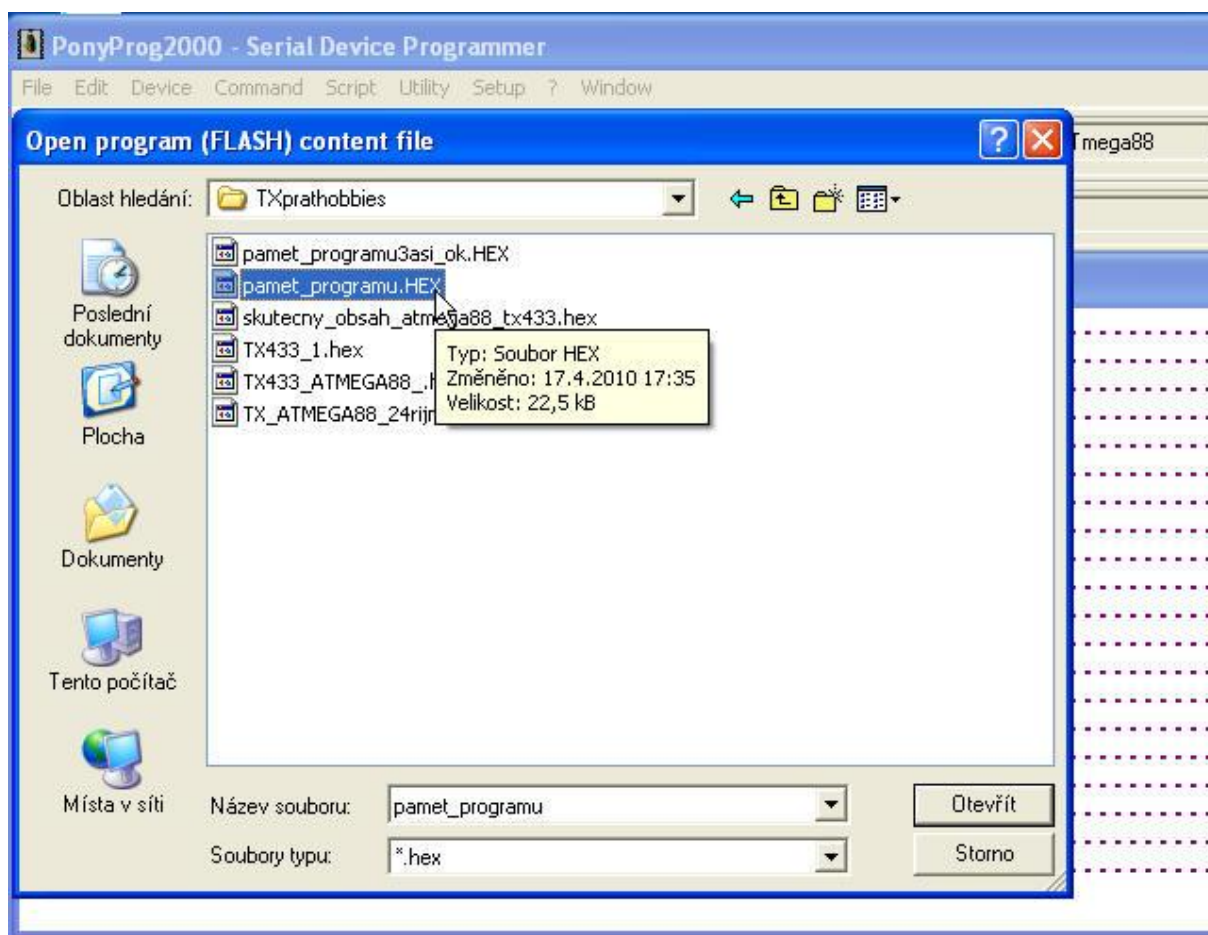 PonyProg2000 - Serial Device Programmer
File Edit Device Command Script Utility Setup ? Window
Open program (FLASH) content file
Tmega88
Oblast hledání: TXprathobbies
pamet_programu3asi_ok.HEX
pamet_programu.HEX
skutecny_obsah_atmega88_tx433.hex
TX433_1.hex
TX433_ATMEGA88_.h
TX_ATMEGA88_24rijn
Typ: Soubor HEX
Změněno: 17.4.2010 17:35
Velikost: 22,5 kB
Poslední
dokumenty
Plocha
Dokumenty
Tento počítač
Místa v síti
Název souboru: pamet_programu Otevřít
Soubory typu: *.hex Storno